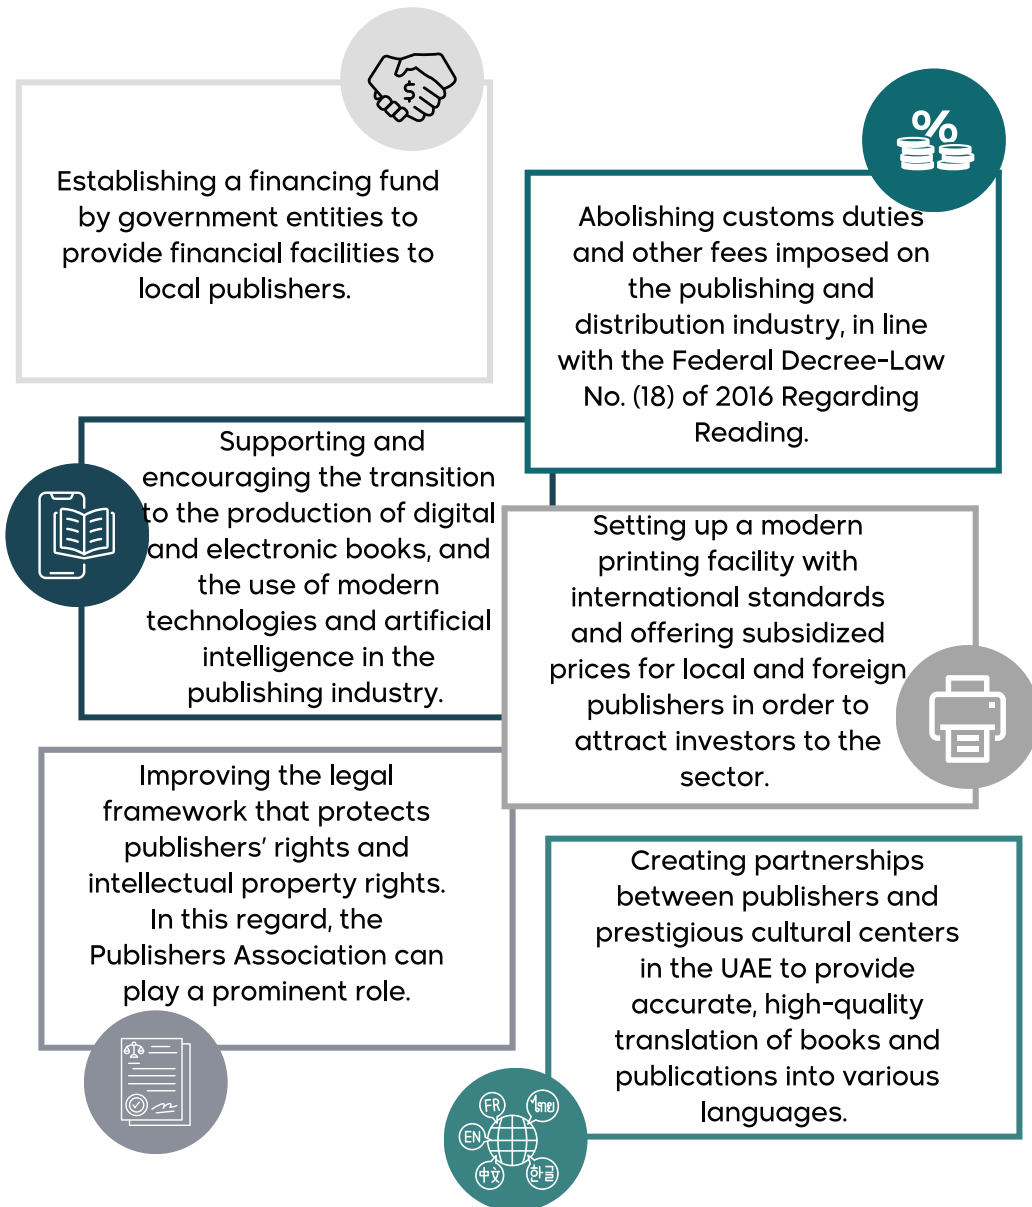 $
Establishing a financing fund
by government entities to
provide financial facilities to
local publishers.
%
Abolishing customs duties
and other fees imposed on
the publishing and
distribution industry, in line
with the Federal Decree-Law
No. (18) of 2016 Regarding
Reading.
Supporting and
encouraging the transition
to the production of digital
and electronic books, and
the use of modern
technologies and artificial
intelligence in the
publishing industry.
Setting up a modern
printing facility with
international standards
and offering subsidized
prices for local and foreign
publishers in order to
attract investors to the
sector.
Improving the legal
framework that protects
publishers’ rights and
intellectual property rights.
In this regard, the
Publishers Association can
play a prominent role.
Creating partnerships
between publishers and
prestigious cultural centers
in the UAE to provide
accurate, high-quality
translation of books and
publications into various
languages.
FR
ไทย
EN
中文
한글